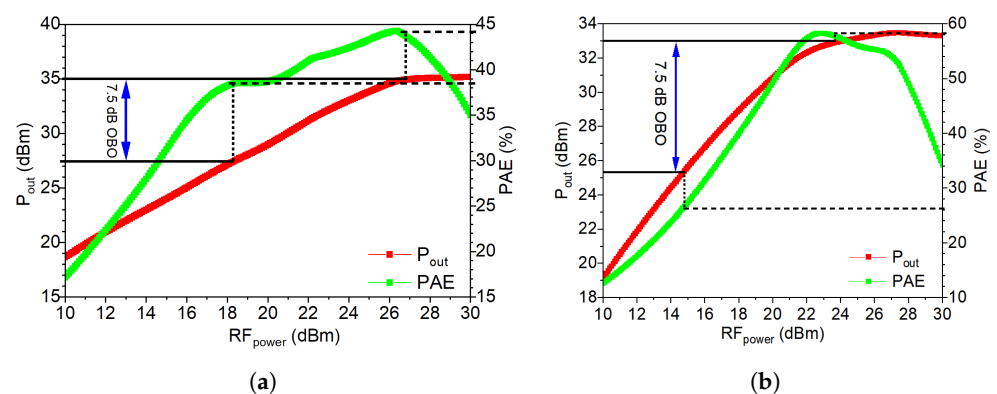 40
35
30
25
20
15
P_out (dBm)
7.5 dB OBO
10 12 14 16 18 20 22 24 26 28 30
RF_power (dBm)
45
40
35
30
25
20
15
PAE (%)
P_out
PAE
(a)
34
32
30
28
26
24
22
20
18
P_out (dBm)
7.5 dB OBO
10 12 14 16 18 20 22 24 26 28 30
RF_power (dBm)
60
50
40
30
20
10
PAE (%)
P_out
PAE
(b)